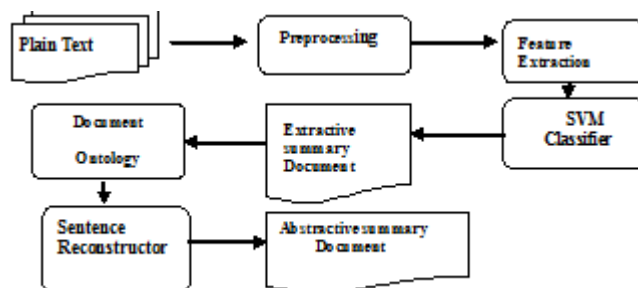 Plain Text
Preprocessing
Feature
Extraction
SVM
Classifier
Extractive
summary
Document
Document
Ontology
Sentence
Reconstructor
Abstractive summary
Document